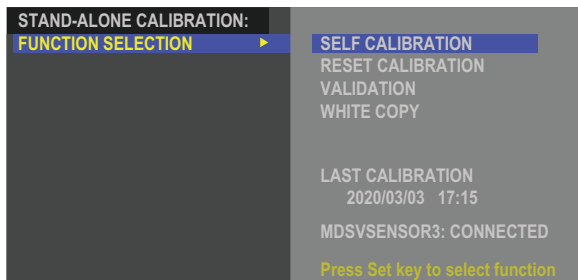 STAND-ALONE CALIBRATION:
FUNCTION SELECTION
SELF CALIBRATION
RESET CALIBRATION
VALIDATION
WHITE COPY
LAST CALIBRATION
2020/03/03 17:15
MDSVSENSOR3: CONNECTED
Press Set key to select function